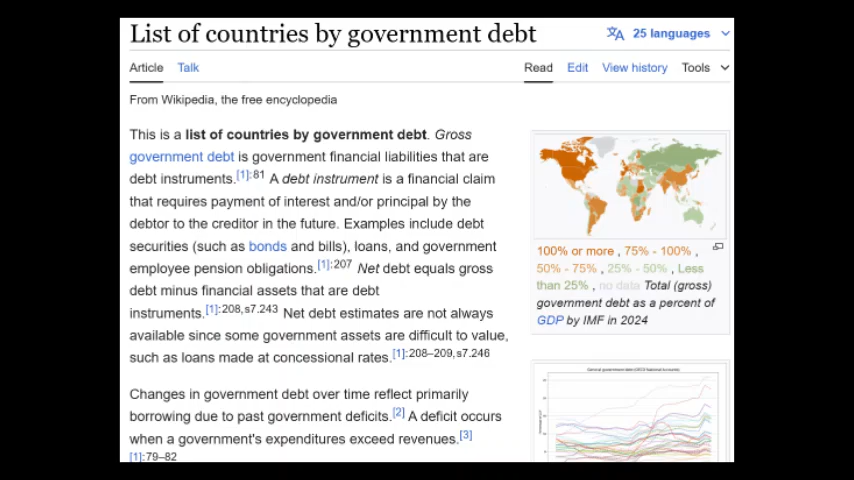 List of countries by government debt
25 languages
Article Talk
Read Edit View history Tools
From Wikipedia, the free encyclopedia
This is a list of countries by government debt. Gross
government debt is government financial liabilities that are
debt instruments.[1]:81 A debt instrument is a financial claim
that requires payment of interest and/or principal by the
debtor to the creditor in the future. Examples include debt
securities (such as bonds and bills), loans, and government
employee pension obligations.[1]:207 Net debt equals gross
debt minus financial assets that are debt
instruments.[1]:208,s7.243 Net debt estimates are not always
available since some government assets are difficult to value,
such as loans made at concessional rates.[1]:208–209,s7.246
Changes in government debt over time reflect primarily
borrowing due to past government deficits.[2] A deficit occurs
when a government's expenditures exceed revenues.[3]
[1]:79–82
100% or more , 75% - 100% ,
50% - 75% , 25% - 50% , Less
than 25% , no data Total (gross)
government debt as a percent of
GDP by IMF in 2024